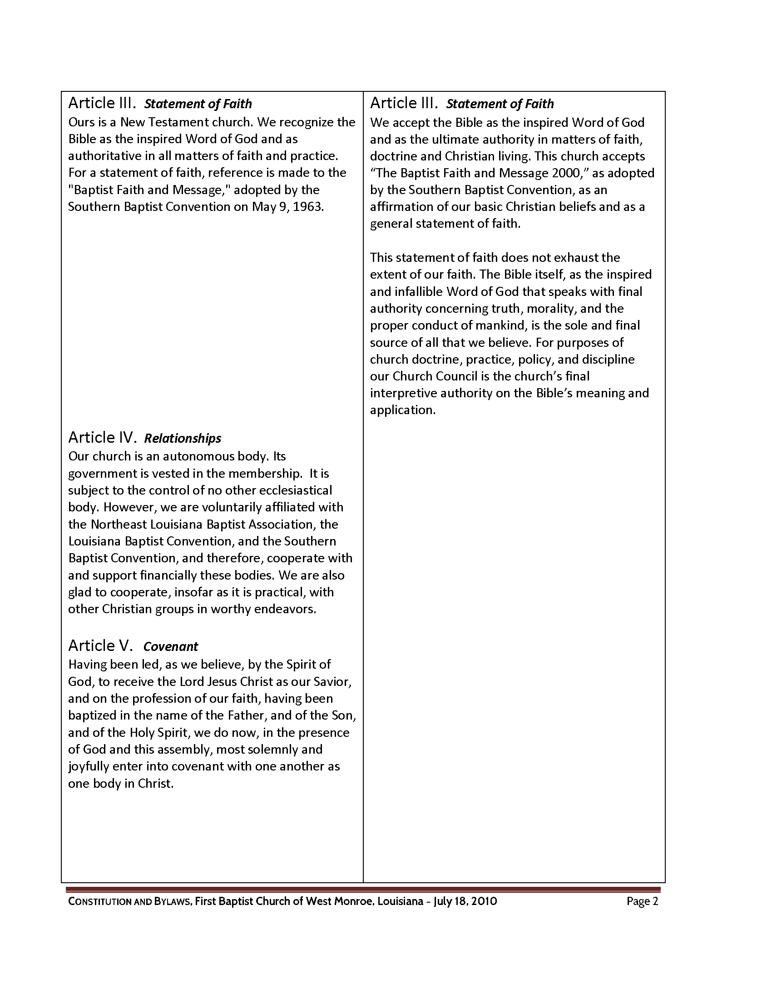 Article III. Statement of Faith
Ours is a New Testament church. We recognize the
Bible as the inspired Word of God and as
authoritative in all matters of faith and practice.
For a statement of faith, reference is made to the
"Baptist Faith and Message," adopted by the
Southern Baptist Convention on May 9, 1963.
Article IV. Relationships
Our church is an autonomous body. Its
government is vested in the membership.  It is
subject to the control of no other ecclesiastical
body. However, we are voluntarily affiliated with
the Northeast Louisiana Baptist Association, the
Louisiana Baptist Convention, and the Southern
Baptist Convention, and therefore, cooperate with
and support financially these bodies. We are also
glad to cooperate, insofar as it is practical, with
other Christian groups in worthy endeavors.
Article V. Covenant
Having been led, as we believe, by the Spirit of
God, to receive the Lord Jesus Christ as our Savior,
and on the profession of our faith, having been
baptized in the name of the Father, and of the Son,
and of the Holy Spirit, we do now, in the presence
of God and this assembly, most solemnly and
joyfully enter into covenant with one another as
one body in Christ.
Article III. Statement of Faith
We accept the Bible as the inspired Word of God
and as the ultimate authority in matters of faith,
doctrine and Christian living. This church accepts
“The Baptist Faith and Message 2000,” as adopted
by the Southern Baptist Convention, as an
affirmation of our basic Christian beliefs and as a
general statement of faith.
This statement of faith does not exhaust the
extent of our faith. The Bible itself, as the inspired
and infallible Word of God that speaks with final
authority concerning truth, morality, and the
proper conduct of mankind, is the sole and final
source of all that we believe. For purposes of
church doctrine, practice, policy, and discipline
our Church Council is the church’s final
interpretive authority on the Bible’s meaning and
application.
CONSTITUTION AND BYLAWS, First Baptist Church of West Monroe, Louisiana ~ July 18, 2010 Page 2